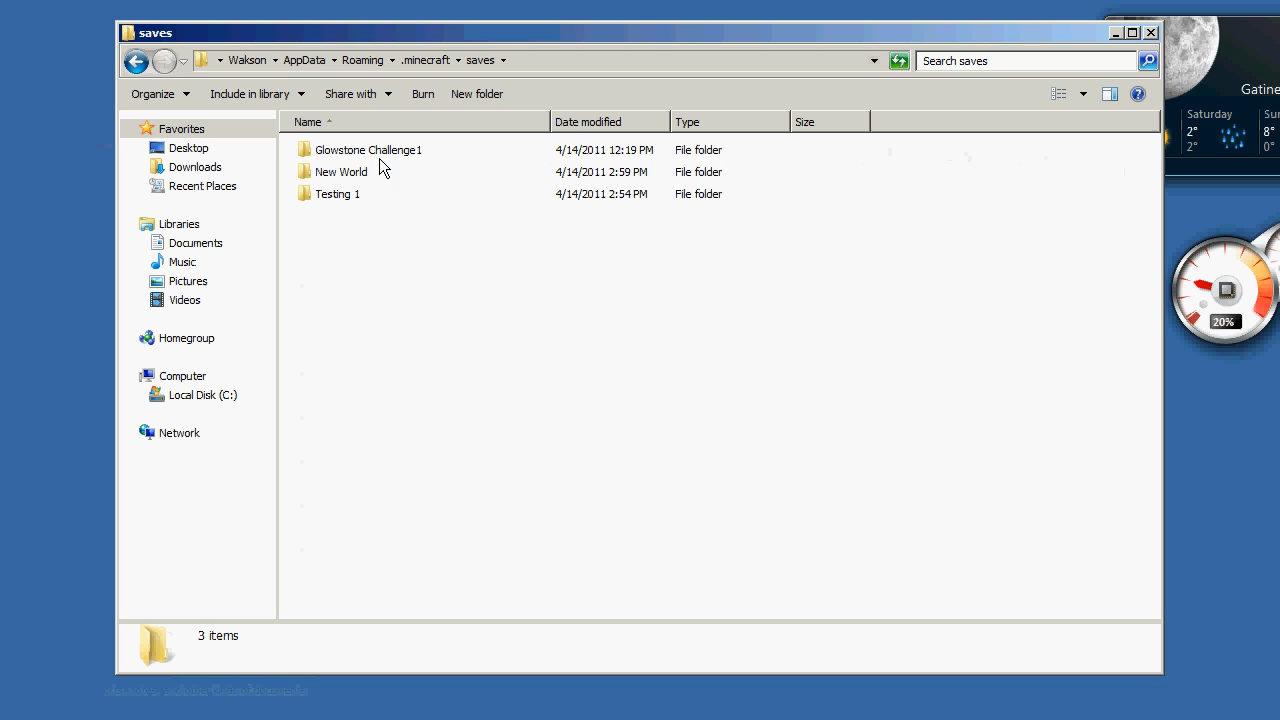 saves
Wakson AppData Roaming .minecraft saves
Search saves
Organize Include in library Share with Burn New folder
Name Date modified Type Size
Favorites
Desktop
Downloads
Recent Places
Libraries
Documents
Music
Pictures
Videos
Homegroup
Computer
Local Disk (C:)
Network
Glowstone Challenge1 4/14/2011 12:19 PM File folder
New World 4/14/2011 2:59 PM File folder
Testing 1 4/14/2011 2:54 PM File folder
3 items
Gatine
Saturday
2°
2°
Sun
8°
0°
20%